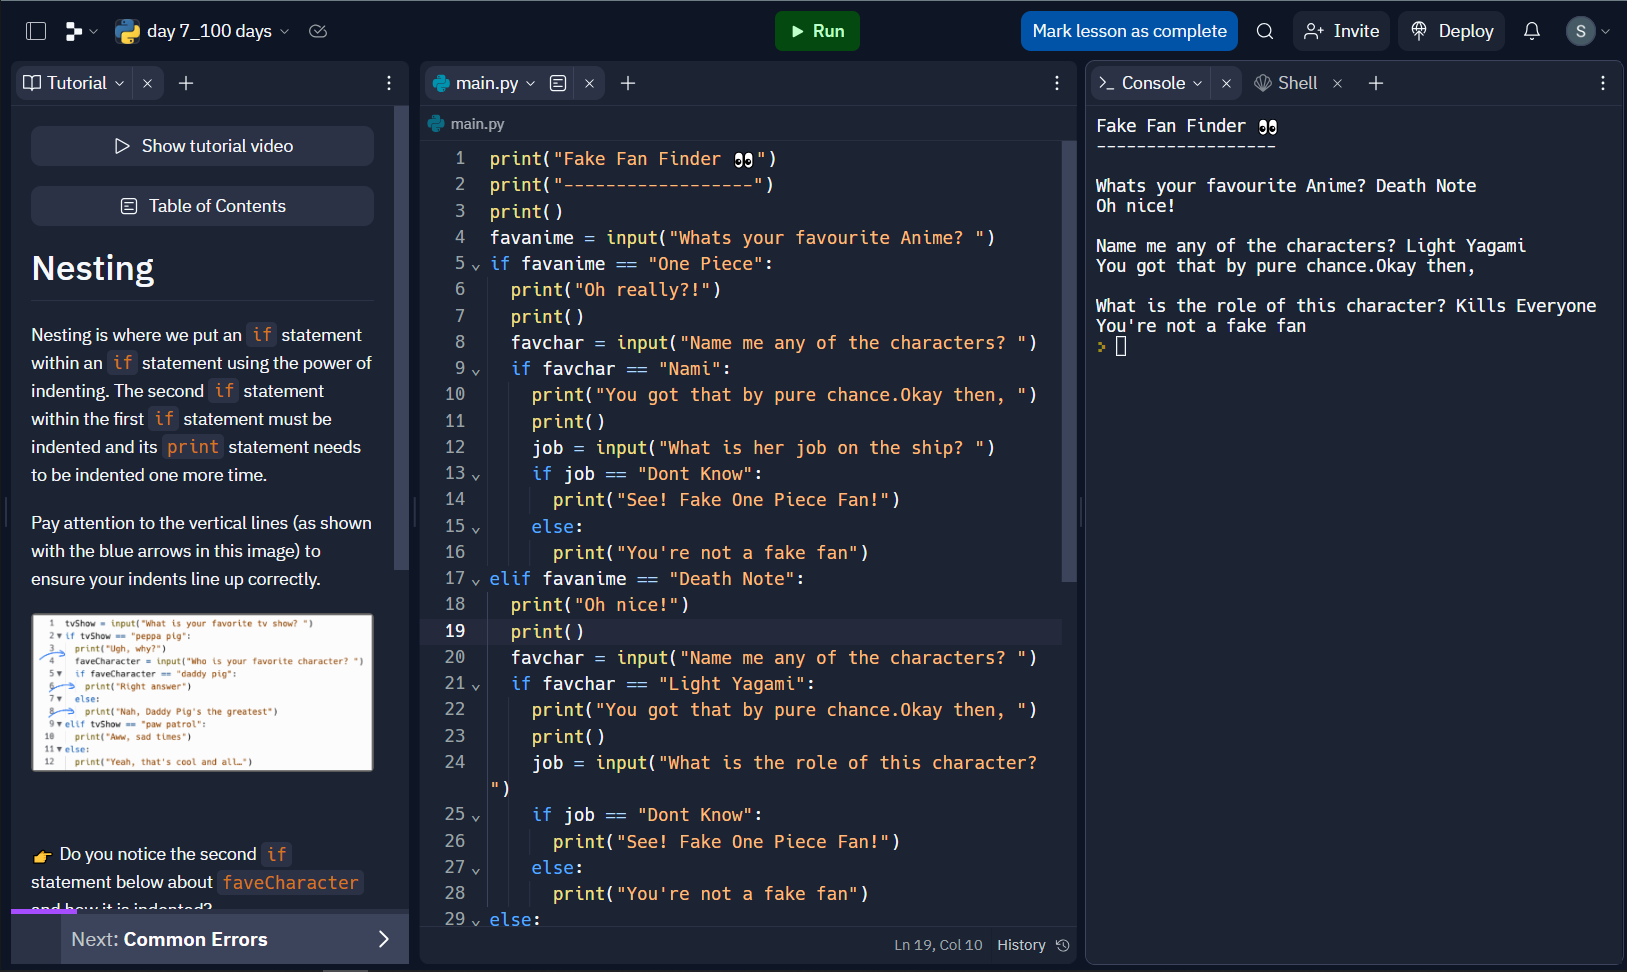 day 7_100 days
Run
Mark lesson as complete
Invite
Deploy
S
Tutorial
Show tutorial video
Table of Contents
Nesting
Nesting is where we put an if statement
within an if statement using the power of
indenting. The second if statement
within the first if statement must be
indented and its print statement needs
to be indented one more time.
Pay attention to the vertical lines (as shown
with the blue arrows in this image) to
ensure your indents line up correctly.
1 tvShow = input("What is your favorite tv show? ")
2 if tvShow == "peppa pig":
3 print("Ugh, why?")
4 faveCharacter = input("Who is your favorite character? ")
5 if faveCharacter == "daddy pig":
6 print("Right answer")
7 else:
8 print("Nah, Daddy Pig's the greatest")
9 elif tvShow == "paw patrol":
10 print("Aww, sad times")
11 else:
12 print("Yeah, that's cool and all…")
👉 Do you notice the second if
statement below about faveCharacter
and how it is indented?
Next: Common Errors
main.py
main.py
1 print("Fake Fan Finder 👀")
2 print("------------------")
3 print()
4 favanime = input("Whats your favourite Anime? ")
5 if favanime == "One Piece":
6 print("Oh really?!")
7 print()
8 favchar = input("Name me any of the characters? ")
9 if favchar == "Nami":
10 print("You got that by pure chance.Okay then, ")
11 print()
12 job = input("What is her job on the ship? ")
13 if job == "Dont Know":
14 print("See! Fake One Piece Fan!")
15 else:
16 print("You're not a fake fan")
17 elif favanime == "Death Note":
18 print("Oh nice!")
19 print()
20 favchar = input("Name me any of the characters? ")
21 if favchar == "Light Yagami":
22 print("You got that by pure chance.Okay then, ")
23 print()
24 job = input("What is the role of this character?
")
25 if job == "Dont Know":
26 print("See! Fake One Piece Fan!")
27 else:
28 print("You're not a fake fan")
29 else:
Ln 19, Col 10 History
Console
Shell
Fake Fan Finder 👀
------------------
Whats your favourite Anime? Death Note
Oh nice!
Name me any of the characters? Light Yagami
You got that by pure chance.Okay then,
What is the role of this character? Kills Everyone
You're not a fake fan